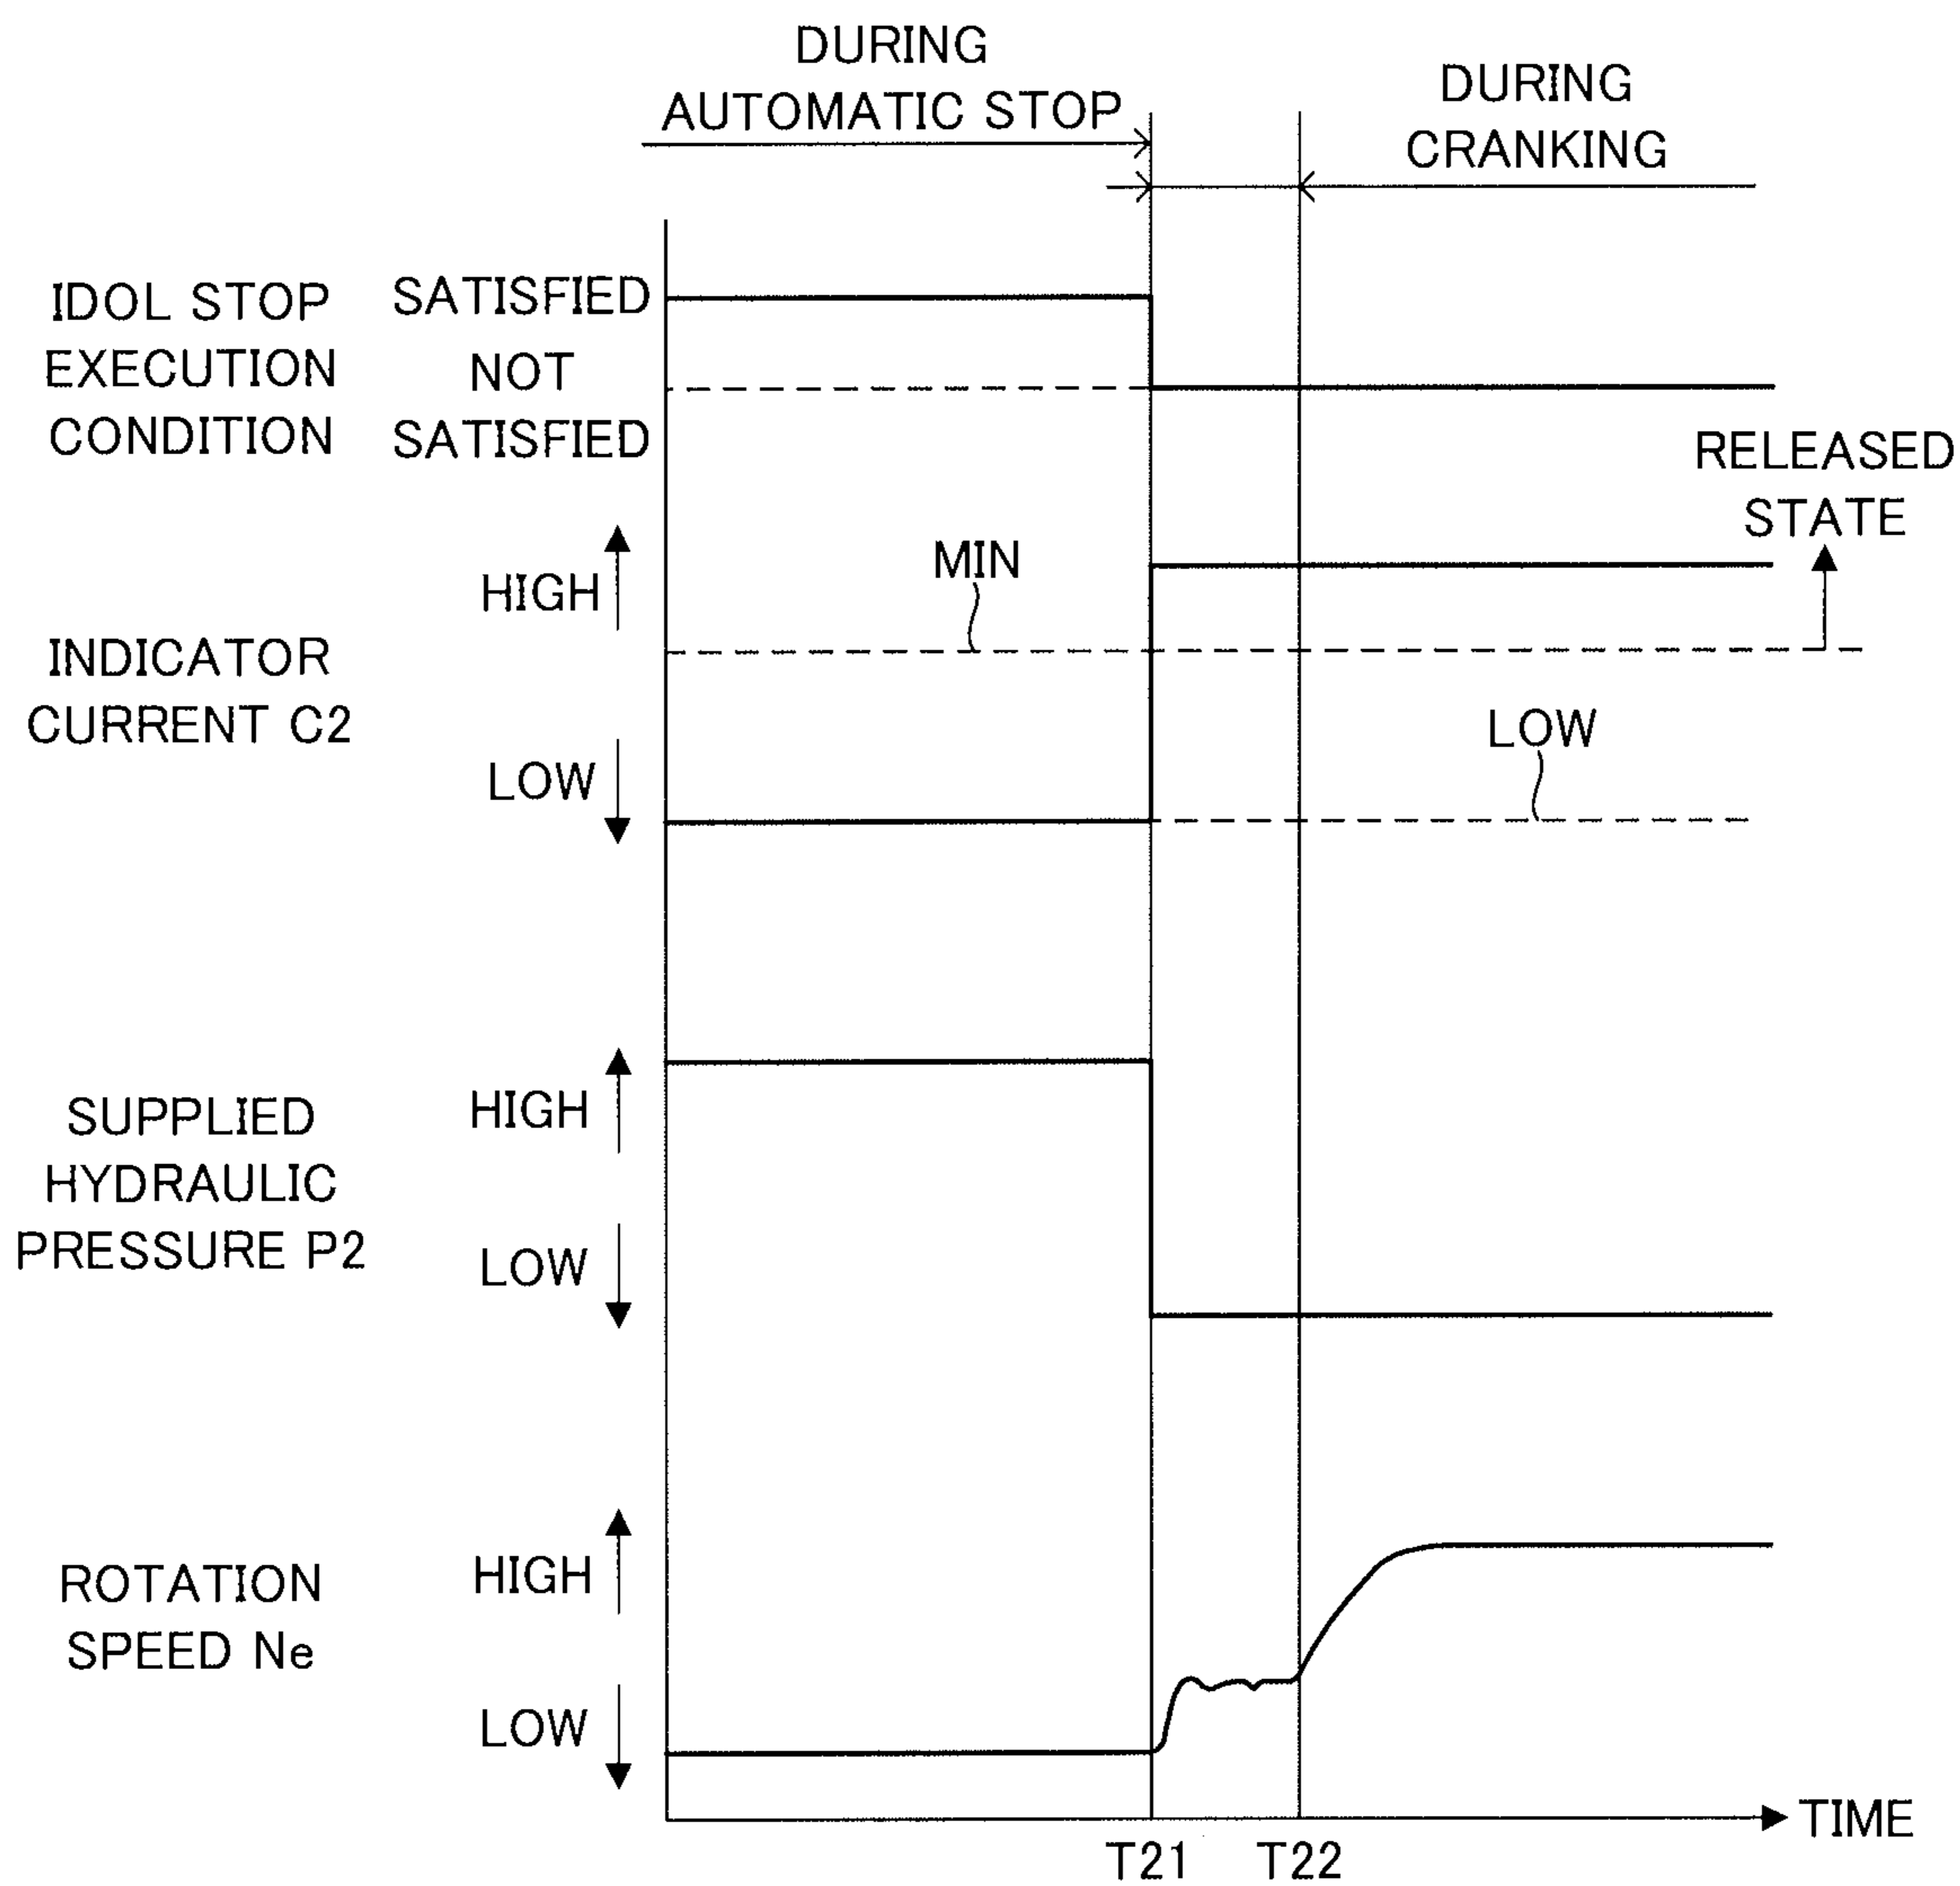 DURING
AUTOMATIC STOP
DURING
CRANKING
IDOL STOP
EXECUTION
CONDITION
SATISFIED
NOT
SATISFIED
RELEASED
STATE
INDICATOR
CURRENT C2
HIGH
LOW
MIN
LOW
SUPPLIED
HYDRAULIC
PRESSURE P2
HIGH
LOW
ROTATION
SPEED Ne
HIGH
LOW
TIME
T21
T22